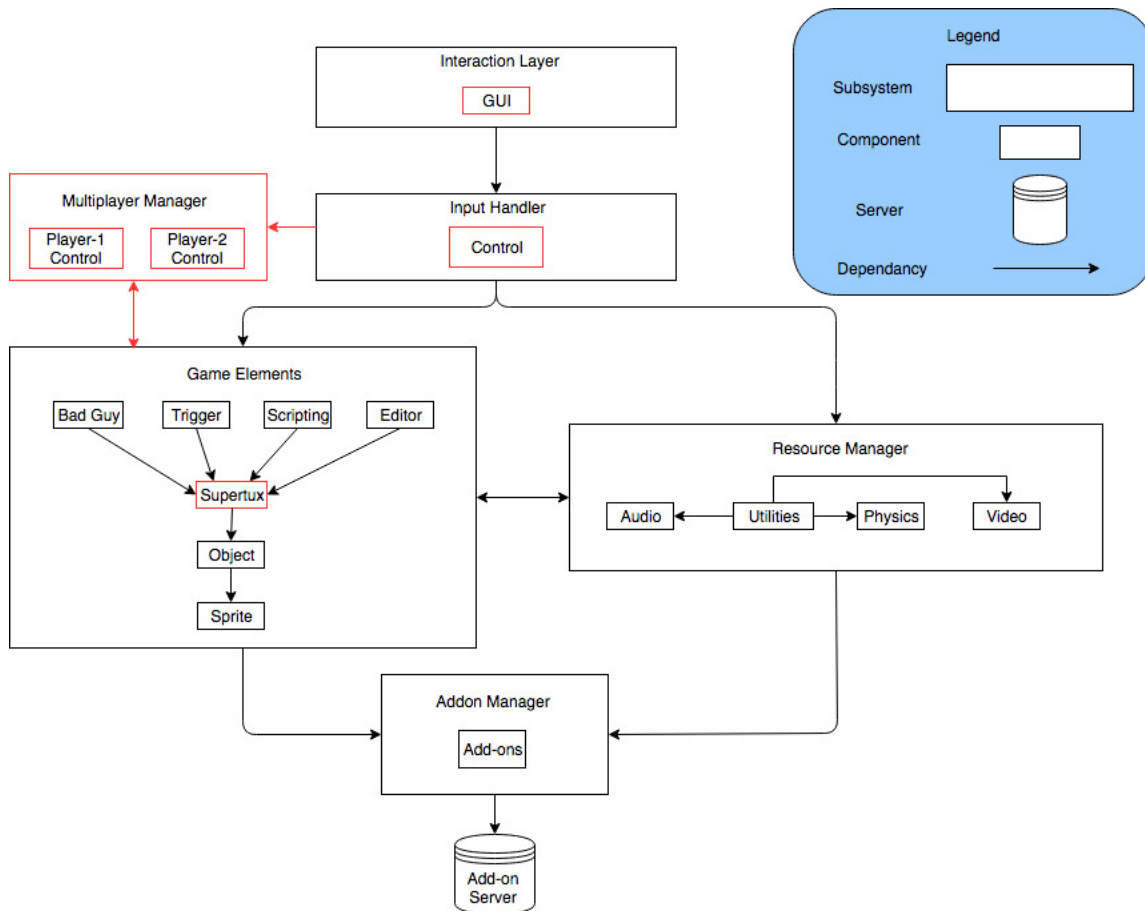 Interaction Layer
GUI
Legend
Subsystem
Component
Server
Dependancy
Multiplayer Manager
Player-1
Control
Player-2
Control
Input Handler
Control
Game Elements
Bad Guy
Trigger
Scripting
Editor
Supertux
Object
Sprite
Resource Manager
Audio
Utilities
Physics
Video
Addon Manager
Add-ons
Add-on
Server